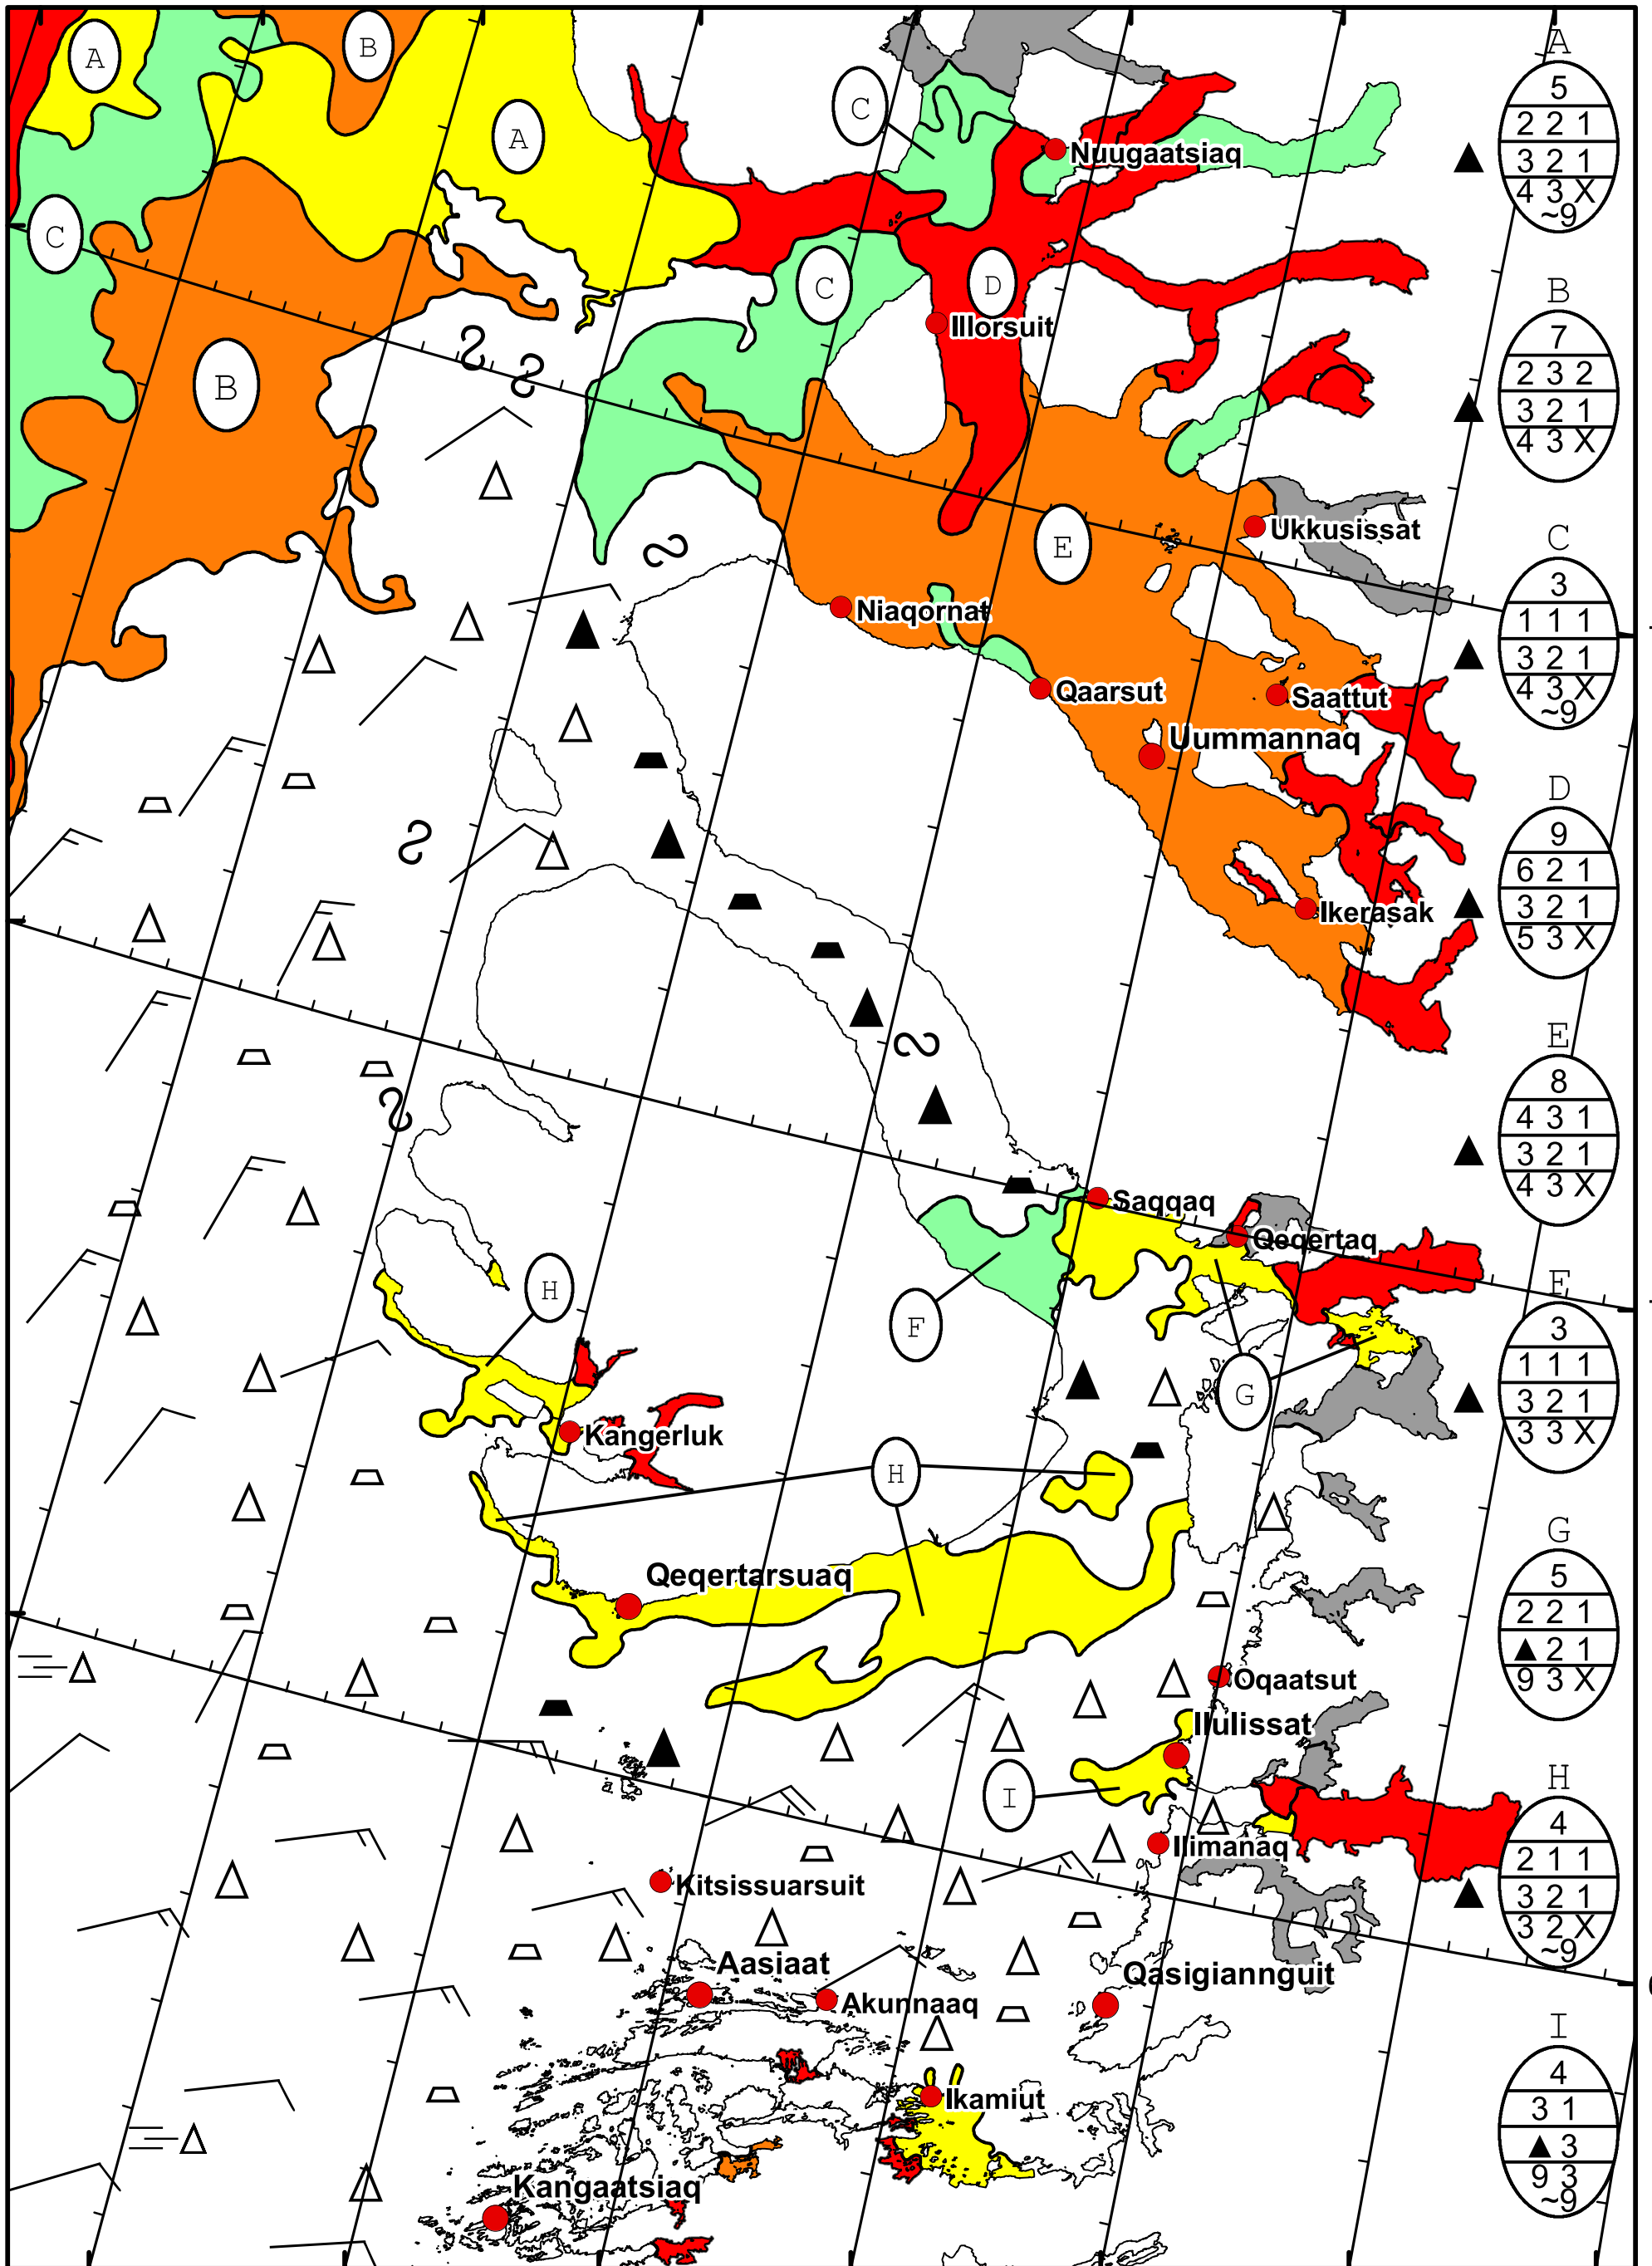 A
B
A
5
A
C
2 2 1
Nuugaatsiaq
3 2 1
4 3 X
~9
C
C
D
B
Illorsuit
7
B
2 3 2
3 2 1
4 3 X
Ukkusissat
E
C
3
Niaqornat
1 1 1
3 2 1
4 3 X
~9
Qaarsut
Saattut
Uummannaq
D
9
6 2 1
Ikerasak
3 2 1
5 3 X
E
8
4 3 1
3 2 1
4 3 X
Saqqaq
Qeqertaq
H
F
F
3
1 1 1
G
3 2 1
3 3 X
Kangerluk
H
G
Qeqertarsuaq
5
2 2 1
▲ 2 1
9 3 X
Oqaatsut
Ilulissat
I
H
4
Ilimanaq
2 1 1
3 2 1
3 2 X
~9
Kitsissuarsuit
Aasiaat
Qasigiannguit
Akunnaaq
I
4
Ikamiut
3 1
▲ 3
9 3
~9
Kangaatsiaq